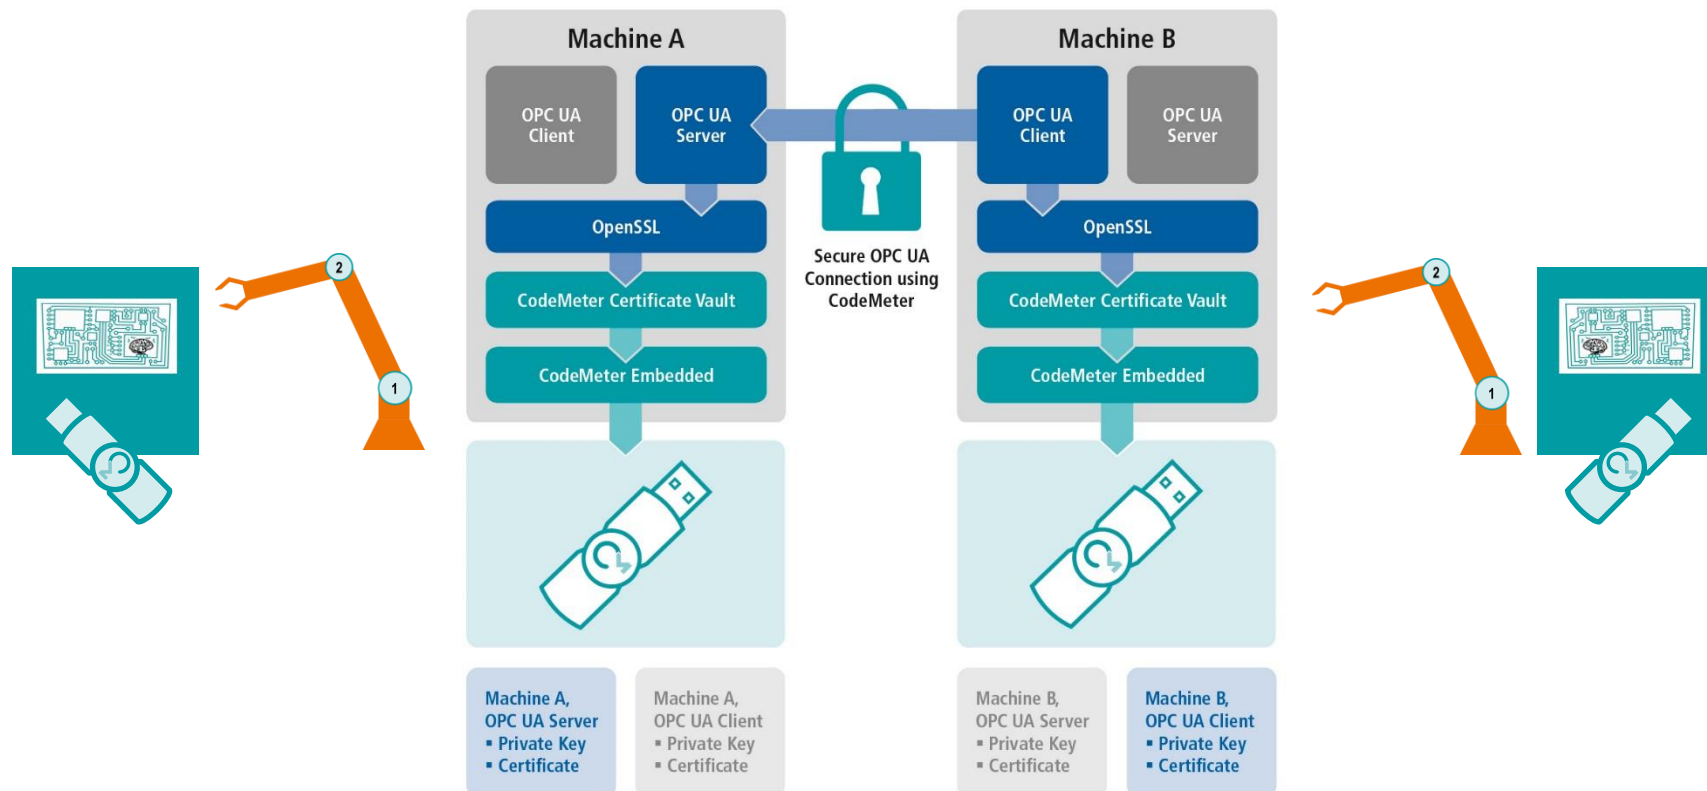 Machine A
OPC UA
Client
OPC UA
Server
OpenSSL
CodeMeter Certificate Vault
CodeMeter Embedded
Secure OPC UA
Connection using
CodeMeter
Machine B
OPC UA
Client
OPC UA
Server
OpenSSL
CodeMeter Certificate Vault
CodeMeter Embedded
2
1
2
1
Machine A,
OPC UA Server
▪ Private Key
▪ Certificate
Machine A,
OPC UA Client
▪ Private Key
▪ Certificate
Machine B,
OPC UA Server
▪ Private Key
▪ Certificate
Machine B,
OPC UA Client
▪ Private Key
▪ Certificate